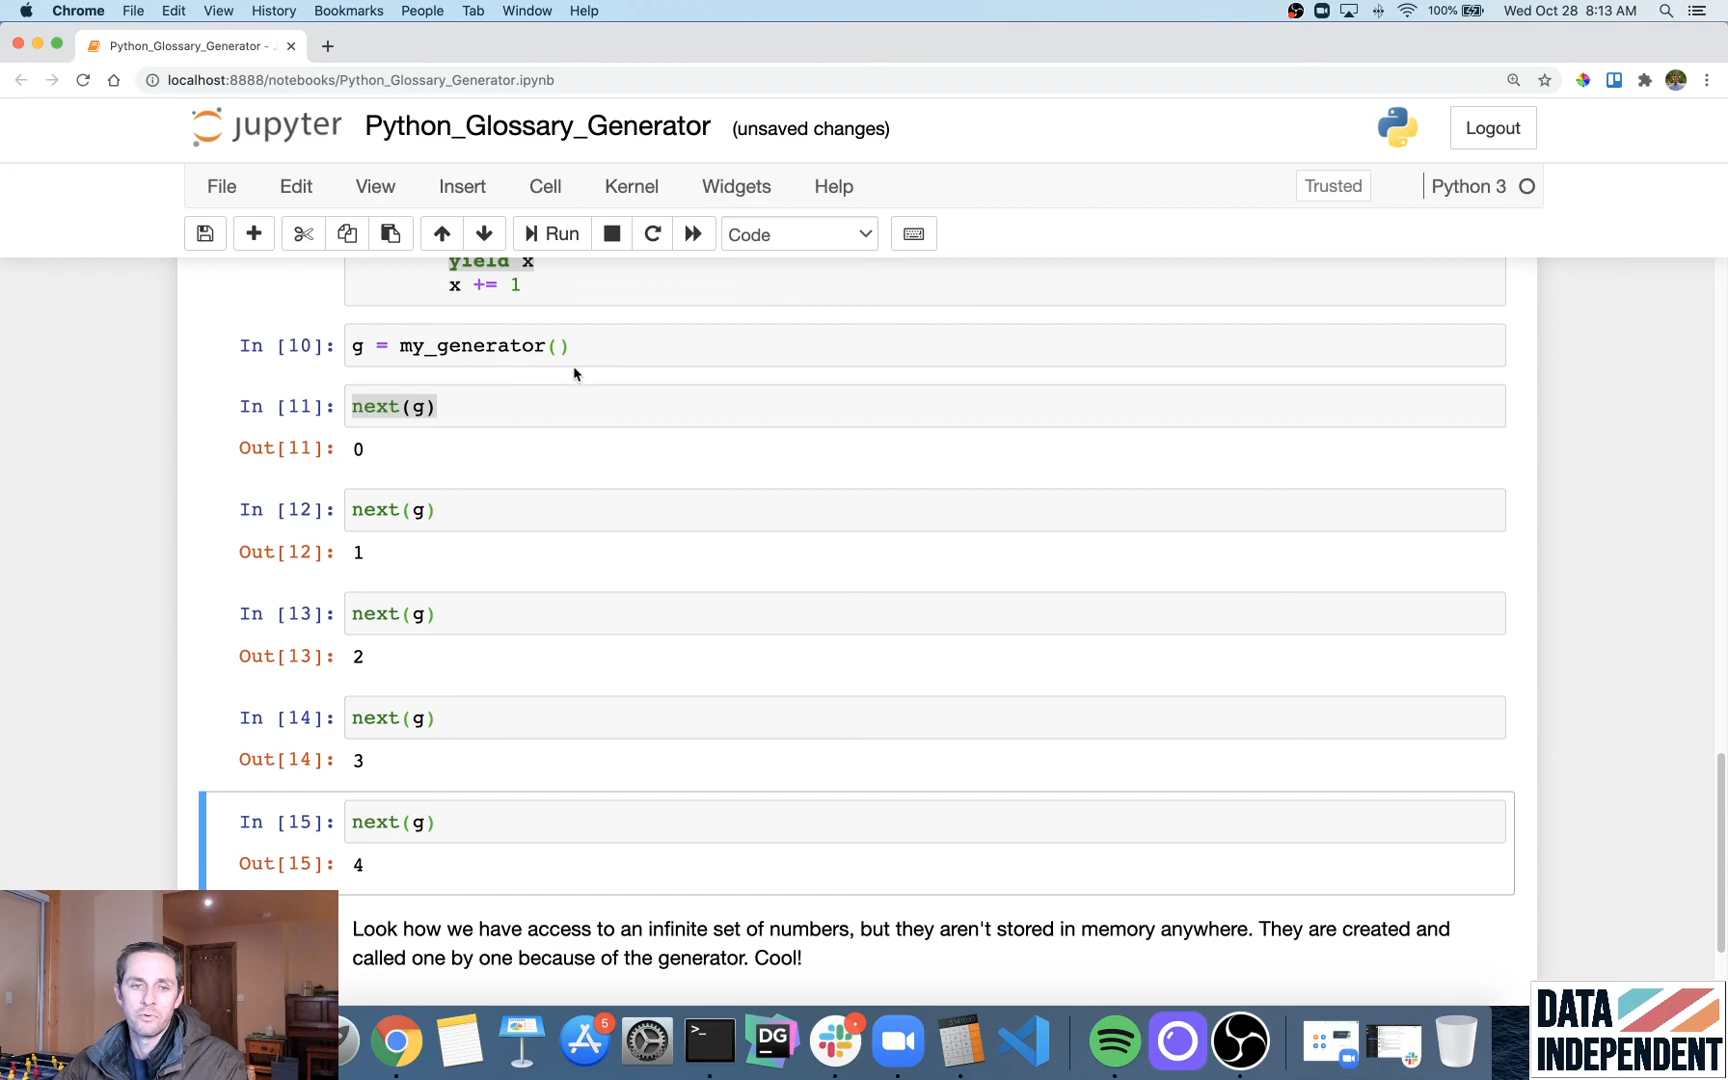 Chrome File Edit View History Bookmarks People Tab Window Help 100% Wed Oct 28 8:13 AM
Python_Glossary_Generator -
localhost:8888/notebooks/Python_Glossary_Generator.ipynb
jupyter Python_Glossary_Generator (unsaved changes) Logout
File Edit View Insert Cell Kernel Widgets Help Trusted Python 3
Run Code
yield x
x += 1
In [10]: g = my_generator()
In [11]: next(g)
Out[11]: 0
In [12]: next(g)
Out[12]: 1
In [13]: next(g)
Out[13]: 2
In [14]: next(g)
Out[14]: 3
In [15]: next(g)
Out[15]: 4
Look how we have access to an infinite set of numbers, but they aren't stored in memory anywhere. They are created and
called one by one because of the generator. Cool!
5
>_
DG
DATA
INDEPENDENT